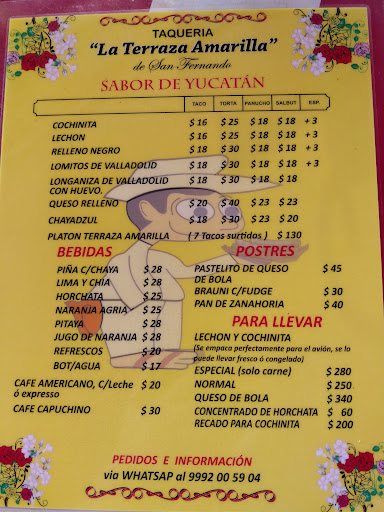 TAQUERIA
"La Terraza Amarilla"
de San Fernando
SABOR DE YUCATÁN
TACO TORTA PANUCHO SALBUT ESP.
COCHINITA $ 16 $ 25 $ 18 $ 18 + 3
LECHON $ 16 $ 25 $ 18 $ 18 + 3
RELLENO NEGRO $ 18 $ 30 $ 18 $ 18 + 3
LOMITOS DE VALLADOLID $ 18 $ 30 $ 18 $ 18 + 3
LONGANIZA DE VALLADOLID $ 18 $ 30 $ 18 $ 18
CON HUEVO.
QUESO RELLENO $ 20 $ 40 $ 23 $ 23
CHAYADZUL $ 18 $ 30 $ 23 $ 20
PLATON TERRAZA AMARILLA ( 7 Tacos surtidos ) $ 130
BEBIDAS
PIÑA C/CHAYA $ 28
LIMA Y CHIA $ 28
HORCHATA $ 25
NARANJA AGRIA $ 25
PITAYA $ 28
JUGO DE NARANJA $ 28
REFRESCOS $ 20
BOT/AGUA $ 17
CAFE AMERICANO, C/Leche $ 20
ó expresso
CAFE CAPUCHINO $ 30
POSTRES
PASTELITO DE QUESO $ 45
DE BOLA
BRAUNI C/FUDGE $ 30
PAN DE ZANAHORIA $ 40
PARA LLEVAR
LECHON Y COCHINITA
(Se empaca perfectamente para el avión, se lo
puede llevar fresco ó congelado)
ESPECIAL (solo carne) $ 280
NORMAL $ 250
QUESO DE BOLA $ 340
CONCENTRADO DE HORCHATA $ 60
RECADO PARA COCHINITA $ 200
PEDIDOS E INFORMACIÓN
via WHATSAP al 9992 00 59 04